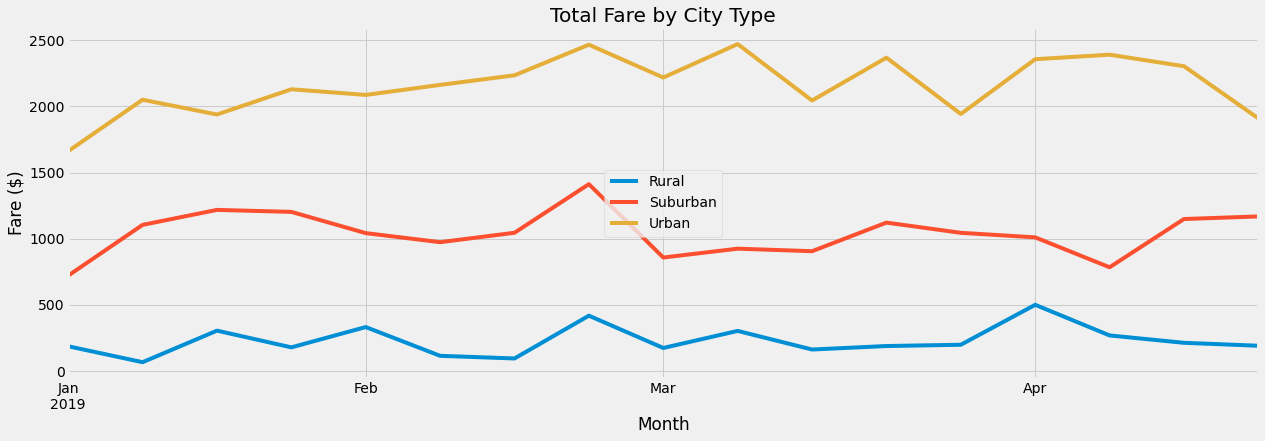 Total Fare by City Type
Fare ($)
2500
2000
1500
1000
500
0
Rural
Suburban
Urban
Jan
2019
Feb
Mar
Apr
Month